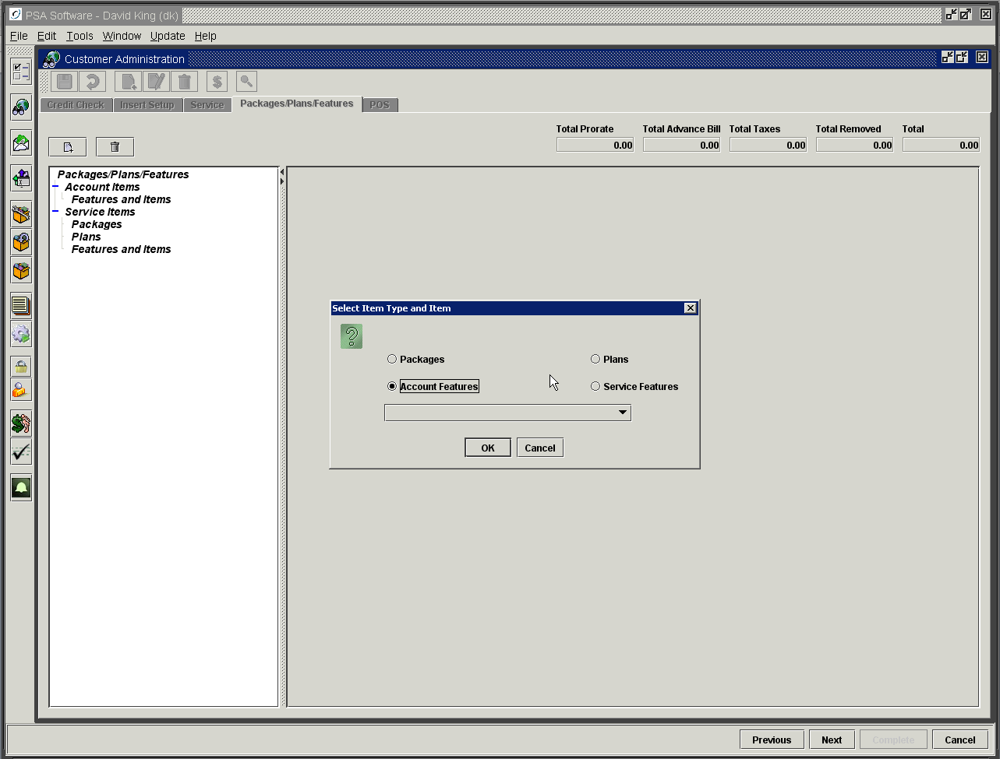 PSA Software - David King (dk)
File Edit Tools Window Update Help
Customer Administration
Credit Check Insert Setup Service Packages/Plans/Features POS
Total Prorate Total Advance Bill Total Taxes Total Removed Total
0.00 0.00 0.00 0.00 0.00
Packages/Plans/Features
Account Items
Features and Items
Service Items
Packages
Plans
Features and Items
Select Item Type and Item
Packages Plans
Account Features Service Features
OK Cancel
Previous Next Complete Cancel